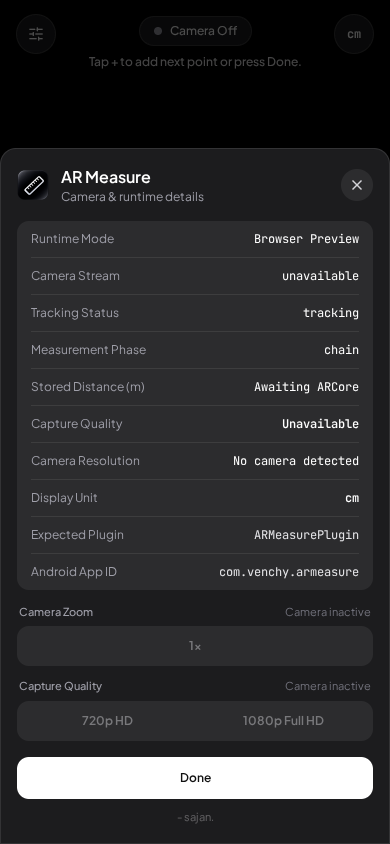 Camera Off
cm
Tap + to add next point or press Done.
AR Measure
Camera & runtime details
Runtime Mode Browser Preview
Camera Stream unavailable
Tracking Status tracking
Measurement Phase chain
Stored Distance (m) Awaiting ARCore
Capture Quality Unavailable
Camera Resolution No camera detected
Display Unit cm
Expected Plugin ARMeasurePlugin
Android App ID com.venchy.armeasure
Camera Zoom Camera inactive
1×
Capture Quality Camera inactive
720p HD 1080p Full HD
Done
- sajan.